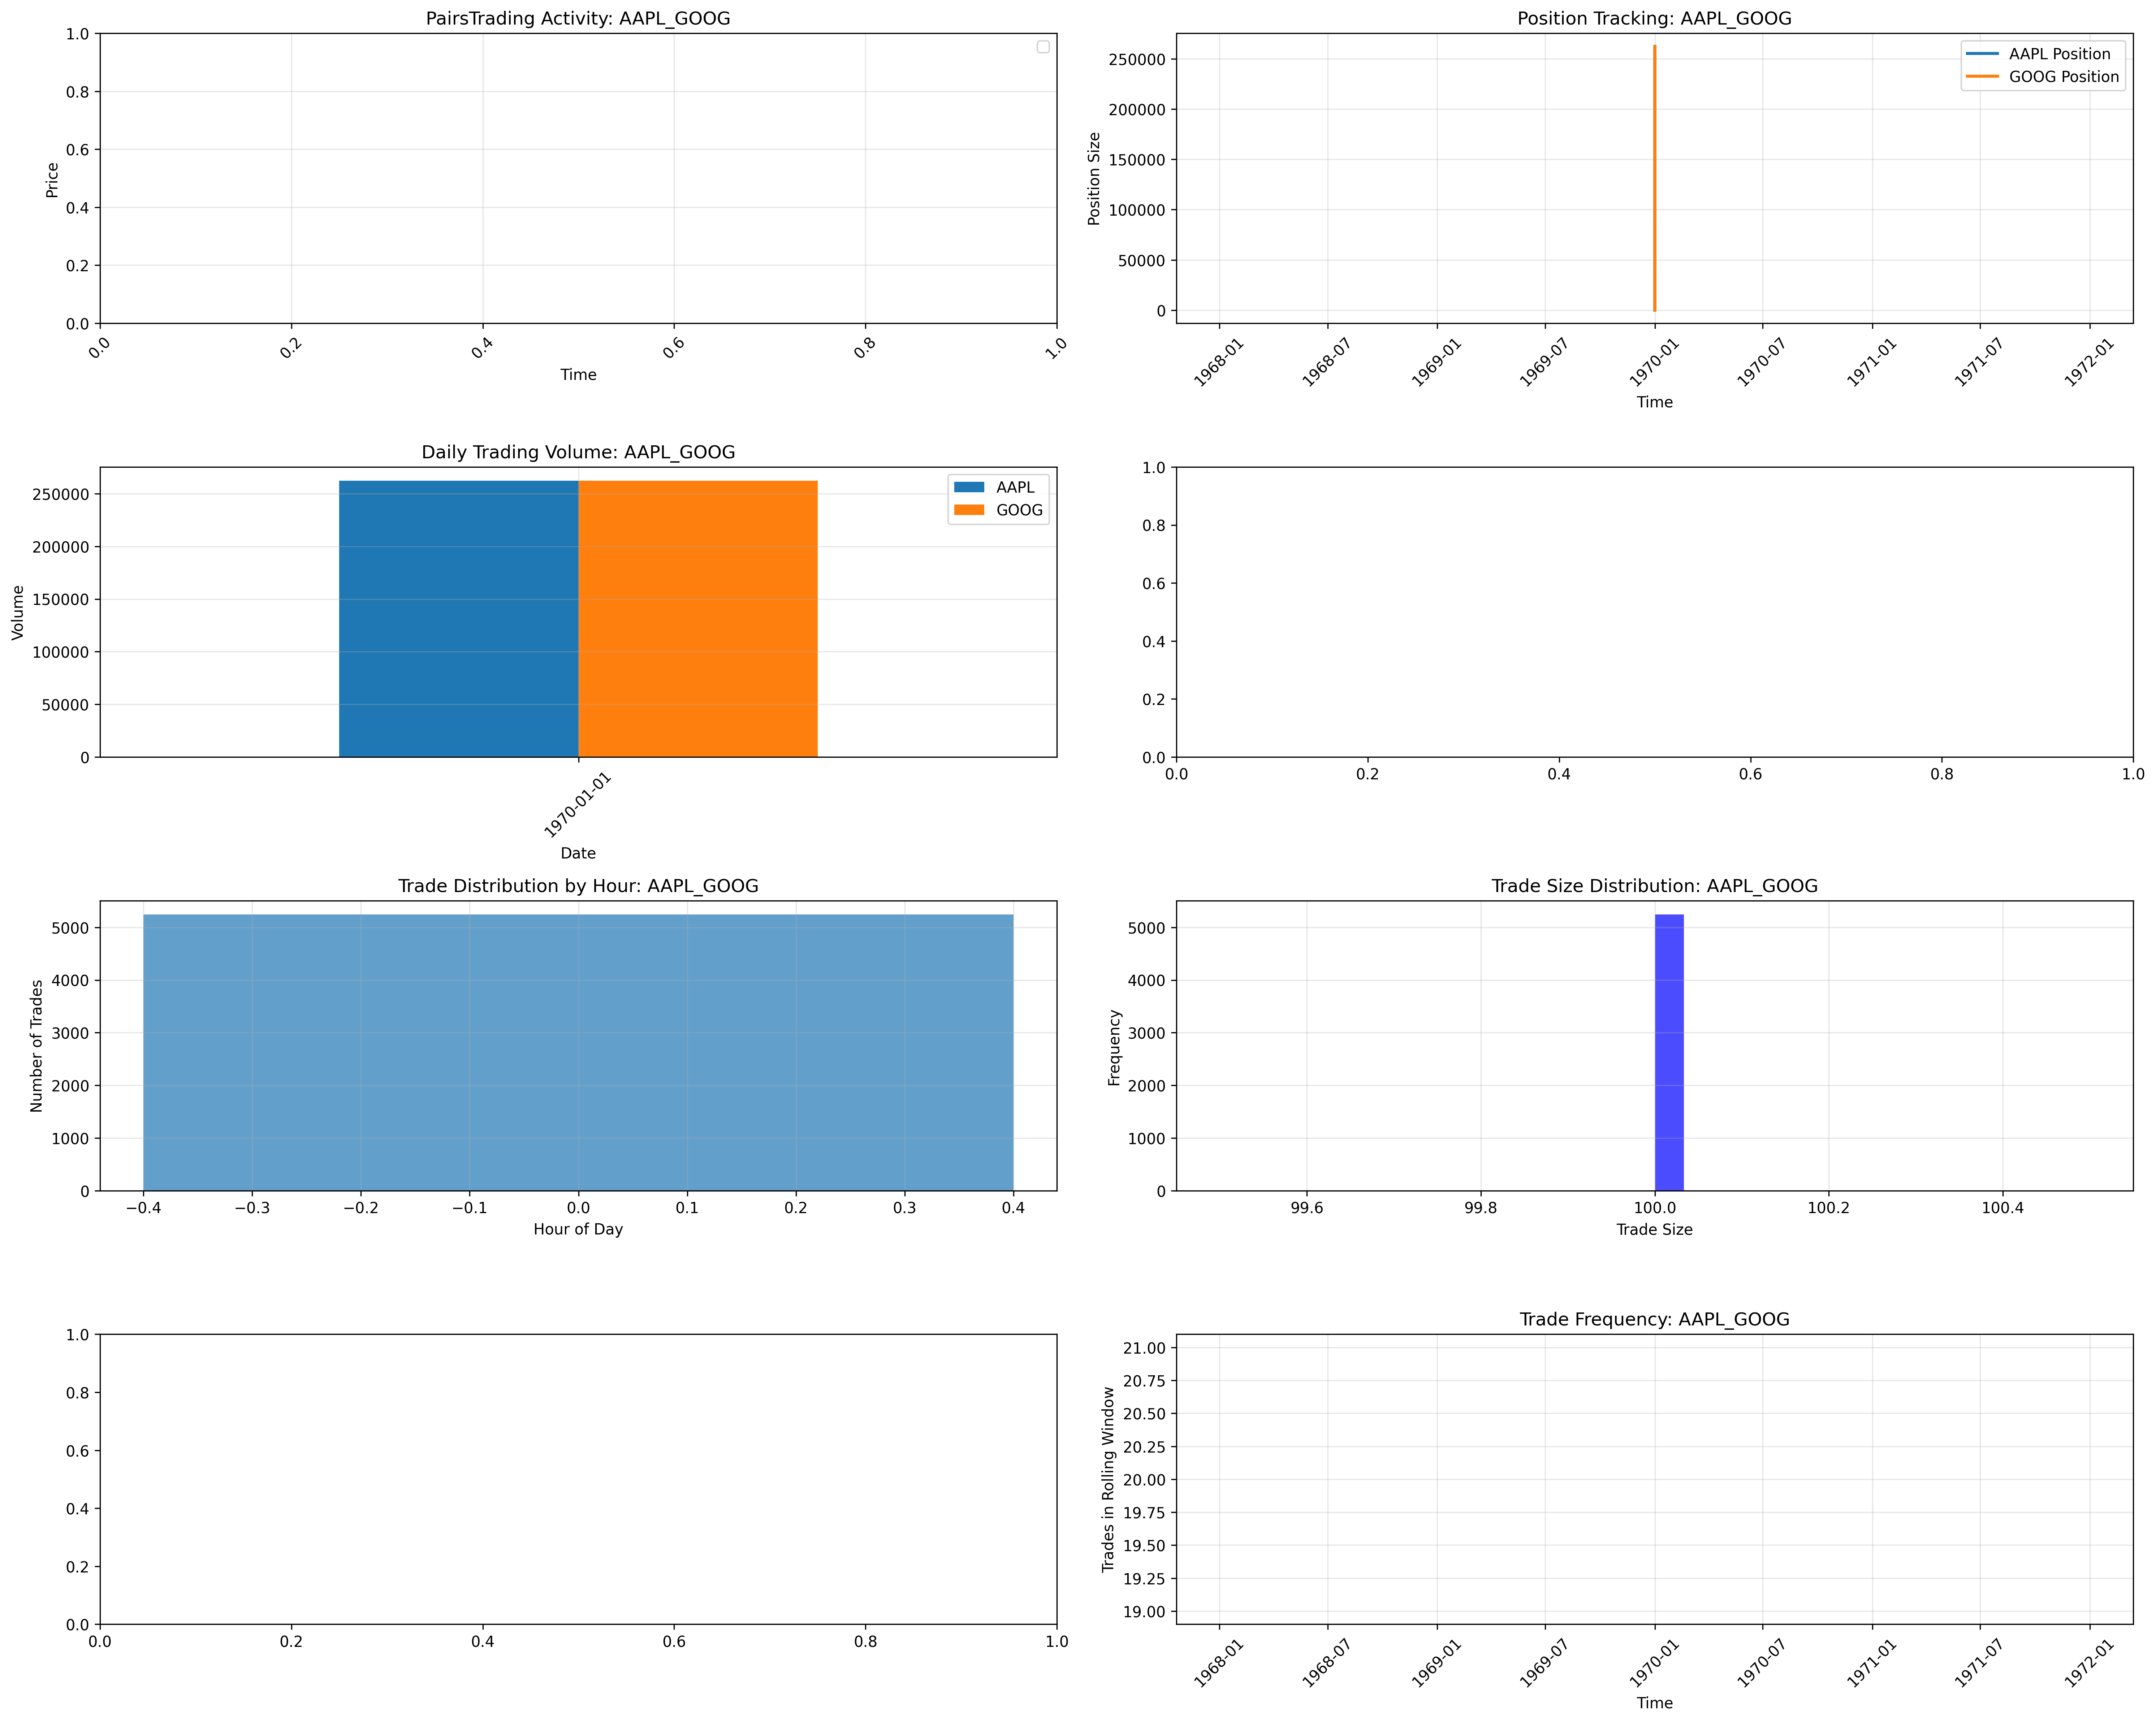 PairsTrading Activity: AAPL_GOOG
Price
1.0
0.8
0.6
0.4
0.2
0.0
0.0 0.2 0.4 0.6 0.8 1.0
Time
Position Tracking: AAPL_GOOG
Position Size
250000
200000
150000
100000
50000
0
AAPL Position
GOOG Position
1968-01 1968-07 1969-01 1969-07 1970-01 1970-07 1971-01 1971-07 1972-01
Time
Daily Trading Volume: AAPL_GOOG
Volume
250000
200000
150000
100000
50000
0
AAPL
GOOG
1970-01-01
Date
1.0
0.8
0.6
0.4
0.2
0.0
0.0 0.2 0.4 0.6 0.8 1.0
Trade Distribution by Hour: AAPL_GOOG
Number of Trades
5000
4000
3000
2000
1000
0
−0.4 −0.3 −0.2 −0.1 0.0 0.1 0.2 0.3 0.4
Hour of Day
Trade Size Distribution: AAPL_GOOG
Frequency
5000
4000
3000
2000
1000
0
99.6 99.8 100.0 100.2 100.4
Trade Size
1.0
0.8
0.6
0.4
0.2
0.0
0.0 0.2 0.4 0.6 0.8 1.0
Trade Frequency: AAPL_GOOG
Trades in Rolling Window
21.00
20.75
20.50
20.25
20.00
19.75
19.50
19.25
19.00
1968-01 1968-07 1969-01 1969-07 1970-01 1970-07 1971-01 1971-07 1972-01
Time